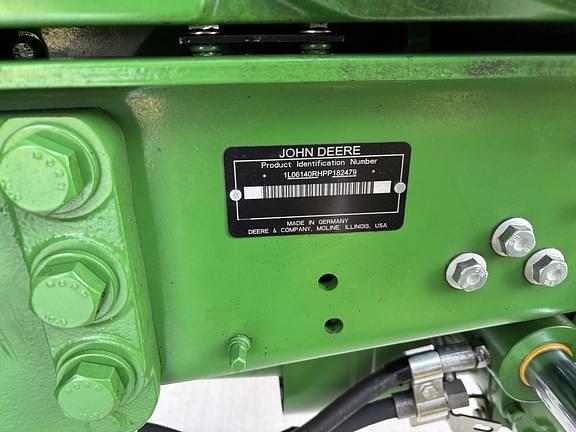 JOHN DEERE
Product Identification Number
1L06140RHPP182479
MADE IN GERMANY
DEERE & COMPANY, MOLINE, ILLINOIS, USA